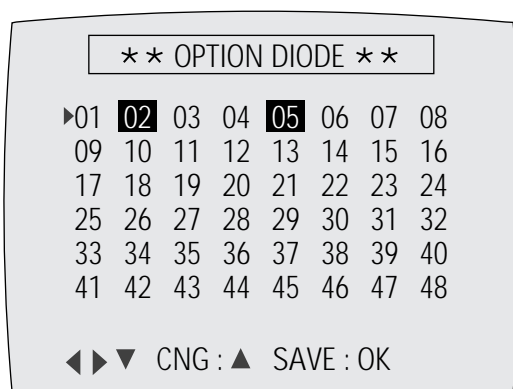 ★★ OPTION DIODE ★★
▶01 02 03 04 05 06 07 08
09 10 11 12 13 14 15 16
17 18 19 20 21 22 23 24
25 26 27 28 29 30 31 32
33 34 35 36 37 38 39 40
41 42 43 44 45 46 47 48
◀▶▼ CNG : ▲ SAVE : OK